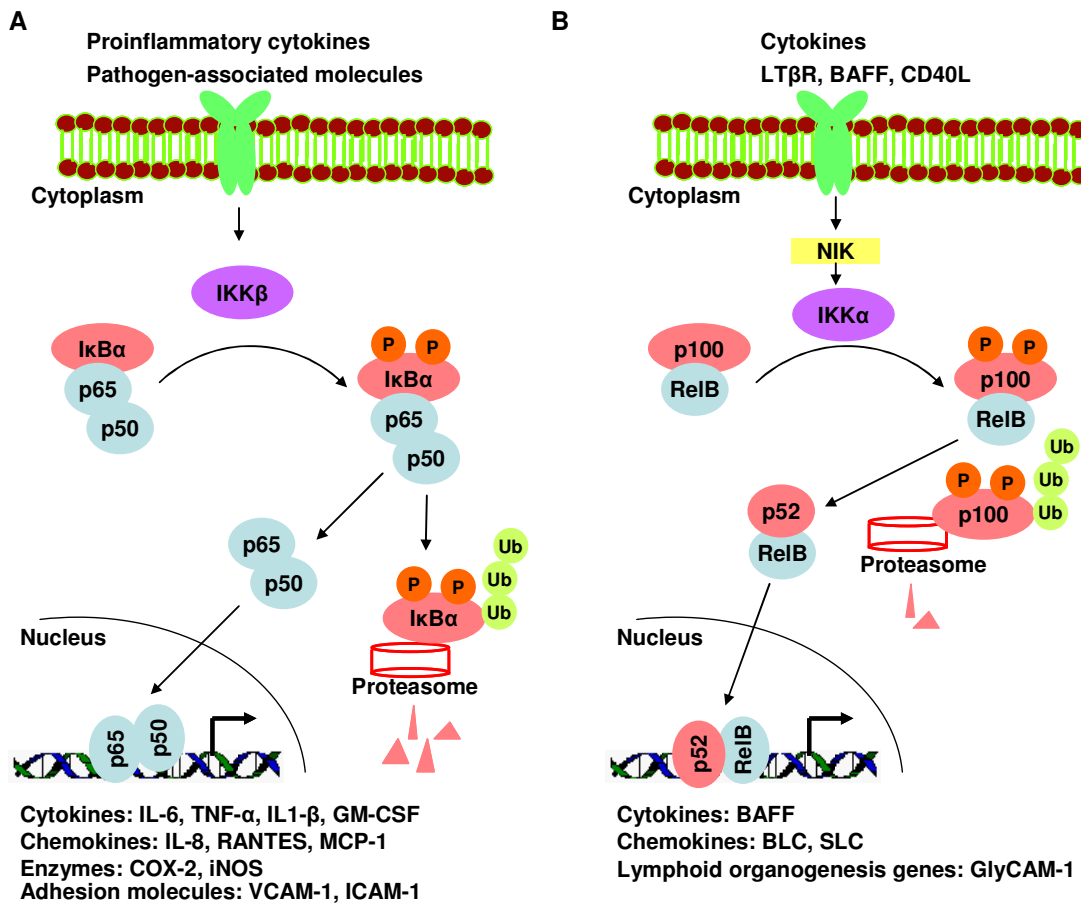 A
Proinflammatory cytokines
Pathogen-associated molecules
Cytoplasm
IKKβ
IκBα
p65
p50
P P
IκBα
p65
p50
p65
p50
Ub
Ub
Ub
P P
IκBα
Proteasome
Nucleus
p65
p50
Cytokines: IL-6, TNF-α, IL1-β, GM-CSF
Chemokines: IL-8, RANTES, MCP-1
Enzymes: COX-2, iNOS
Adhesion molecules: VCAM-1, ICAM-1
B
Cytokines
LTβR, BAFF, CD40L
Cytoplasm
NIK
IKKα
p100
RelB
P P
p100
RelB
Ub
Ub
Ub
P P
p100
Proteasome
p52
RelB
Nucleus
p52
RelB
Cytokines: BAFF
Chemokines: BLC, SLC
Lymphoid organogenesis genes: GlyCAM-1